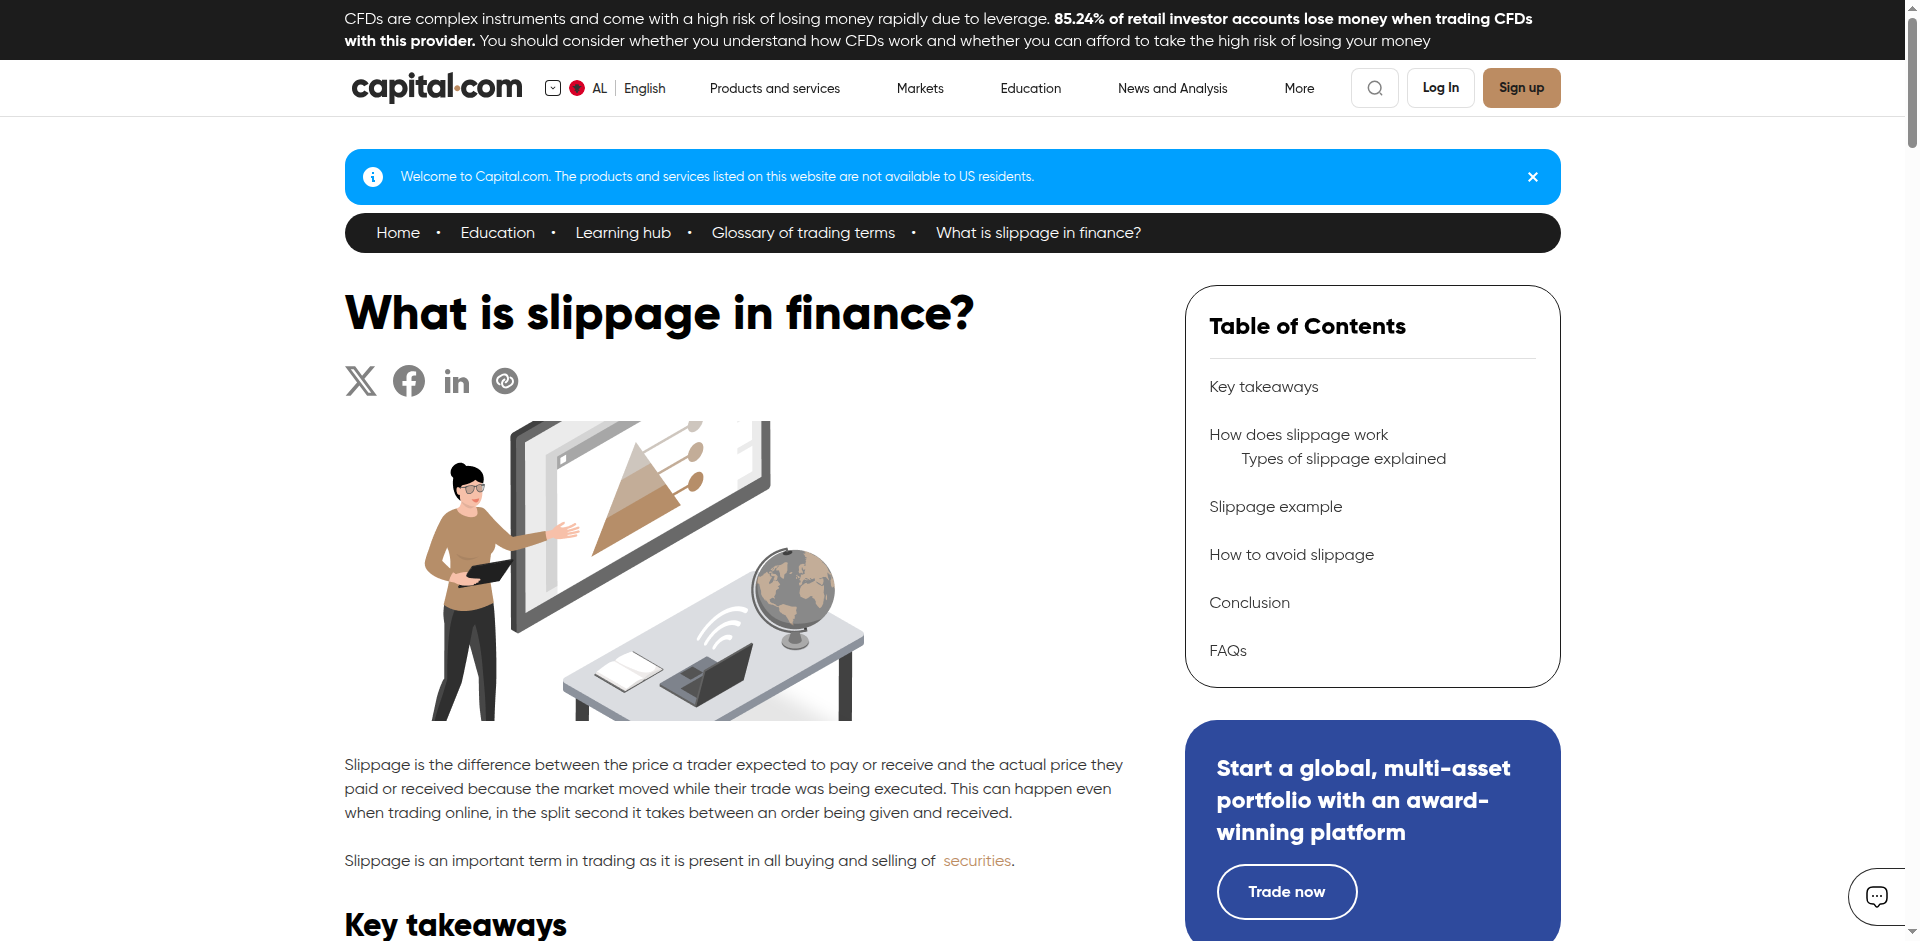 CFDs are complex instruments and come with a high risk of losing money rapidly due to leverage. 85.24% of retail investor accounts lose money when trading CFDs
with this provider. You should consider whether you understand how CFDs work and whether you can afford to take the high risk of losing your money
capital.com
AL English
Products and services
Markets
Education
News and Analysis
More
Log In
Sign up
Welcome to Capital.com. The products and services listed on this website are not available to US residents.
Home • Education • Learning hub • Glossary of trading terms • What is slippage in finance?
What is slippage in finance?
Slippage is the difference between the price a trader expected to pay or receive and the actual price they
paid or received because the market moved while their trade was being executed. This can happen even
when trading online, in the split second it takes between an order being given and received.
Slippage is an important term in trading as it is present in all buying and selling of securities.
Key takeaways
Table of Contents
Key takeaways
How does slippage work
Types of slippage explained
Slippage example
How to avoid slippage
Conclusion
FAQs
Start a global, multi-asset
portfolio with an award-
winning platform
Trade now